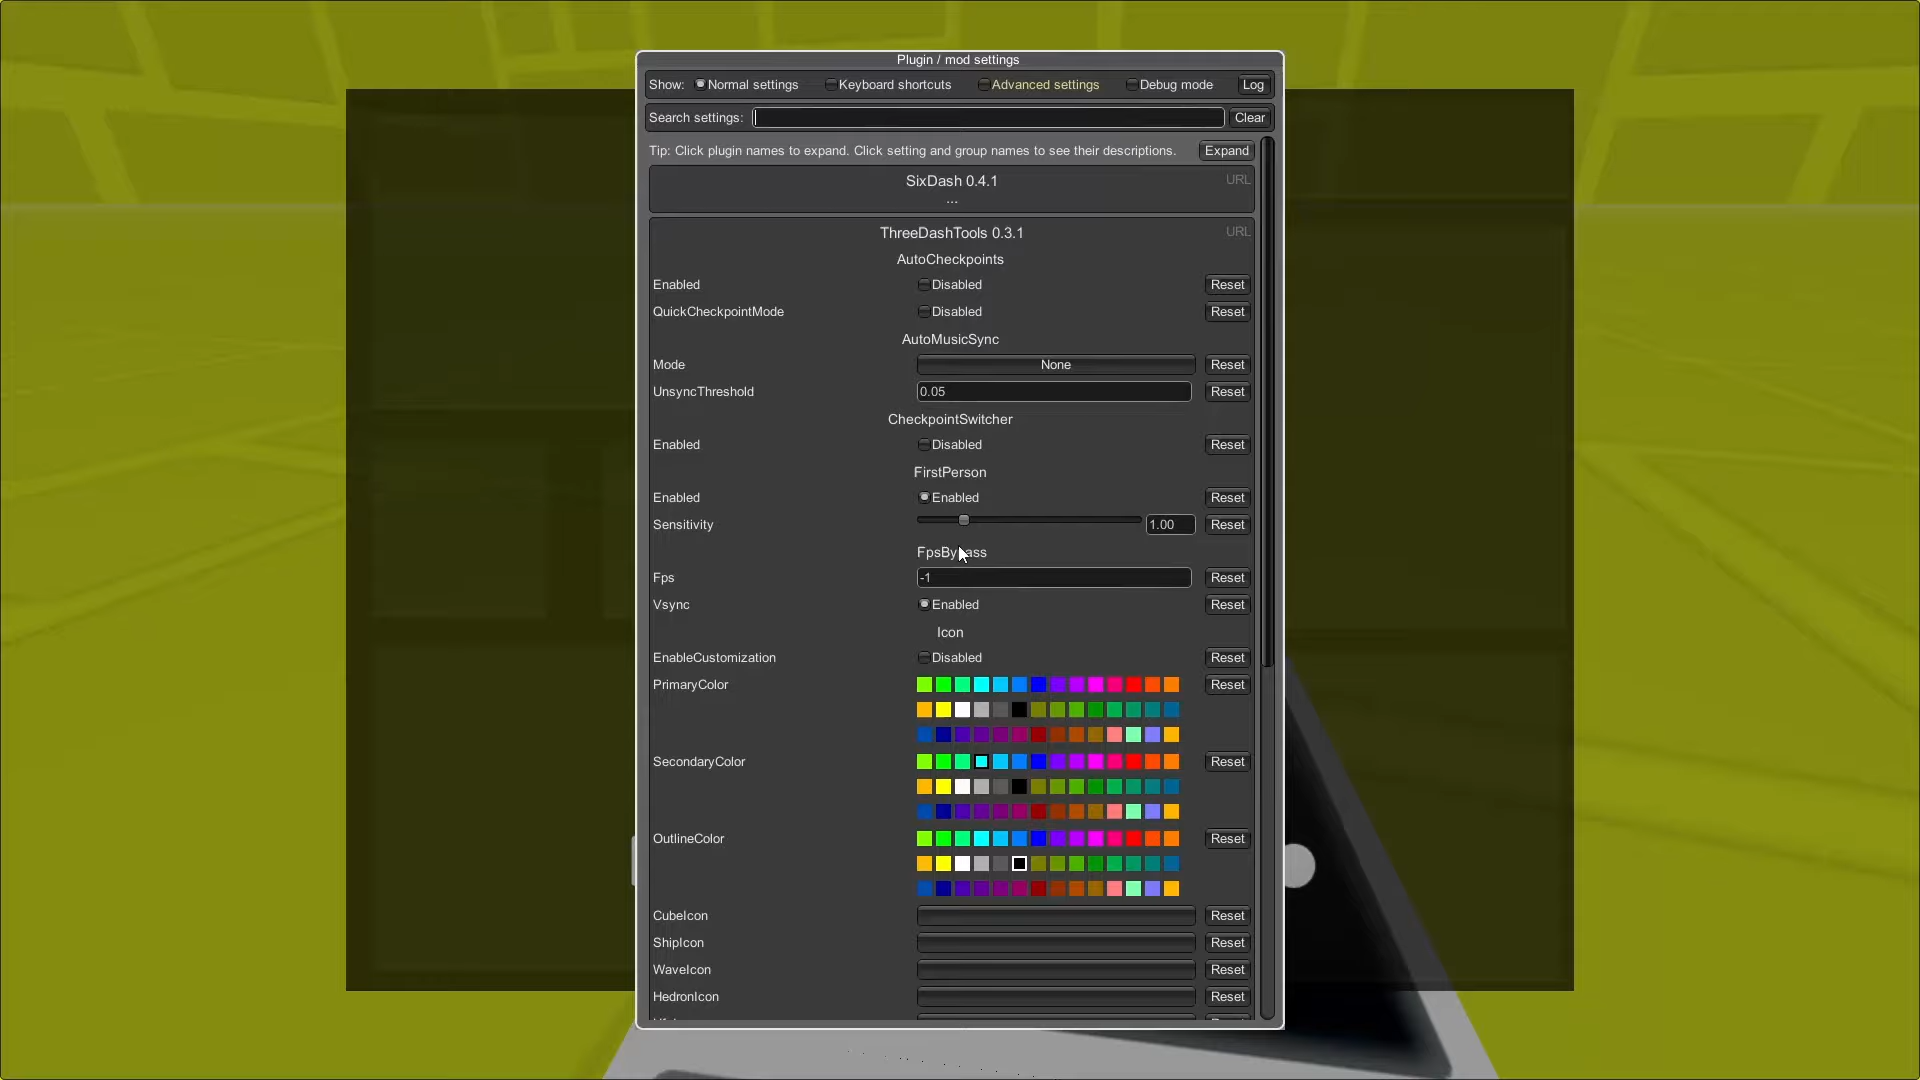 Plugin / mod settings
Show: Normal settings Keyboard shortcuts Advanced settings Debug mode Log
Search settings: Clear
Tip: Click plugin names to expand. Click setting and group names to see their descriptions. Expand
SixDash 0.4.1 URL
...
ThreeDashTools 0.3.1 URL
AutoCheckpoints
Enabled Disabled Reset
QuickCheckpointMode Disabled Reset
AutoMusicSync
Mode None Reset
UnsyncThreshold 0.05 Reset
CheckpointSwitcher
Enabled Disabled Reset
FirstPerson
Enabled Enabled Reset
Sensitivity 1.00 Reset
FpsBypass
Fps -1 Reset
Vsync Enabled Reset
Icon
EnableCustomization Disabled Reset
PrimaryColor Reset
SecondaryColor Reset
OutlineColor Reset
CubeIcon Reset
ShipIcon Reset
WaveIcon Reset
HedronIcon Reset